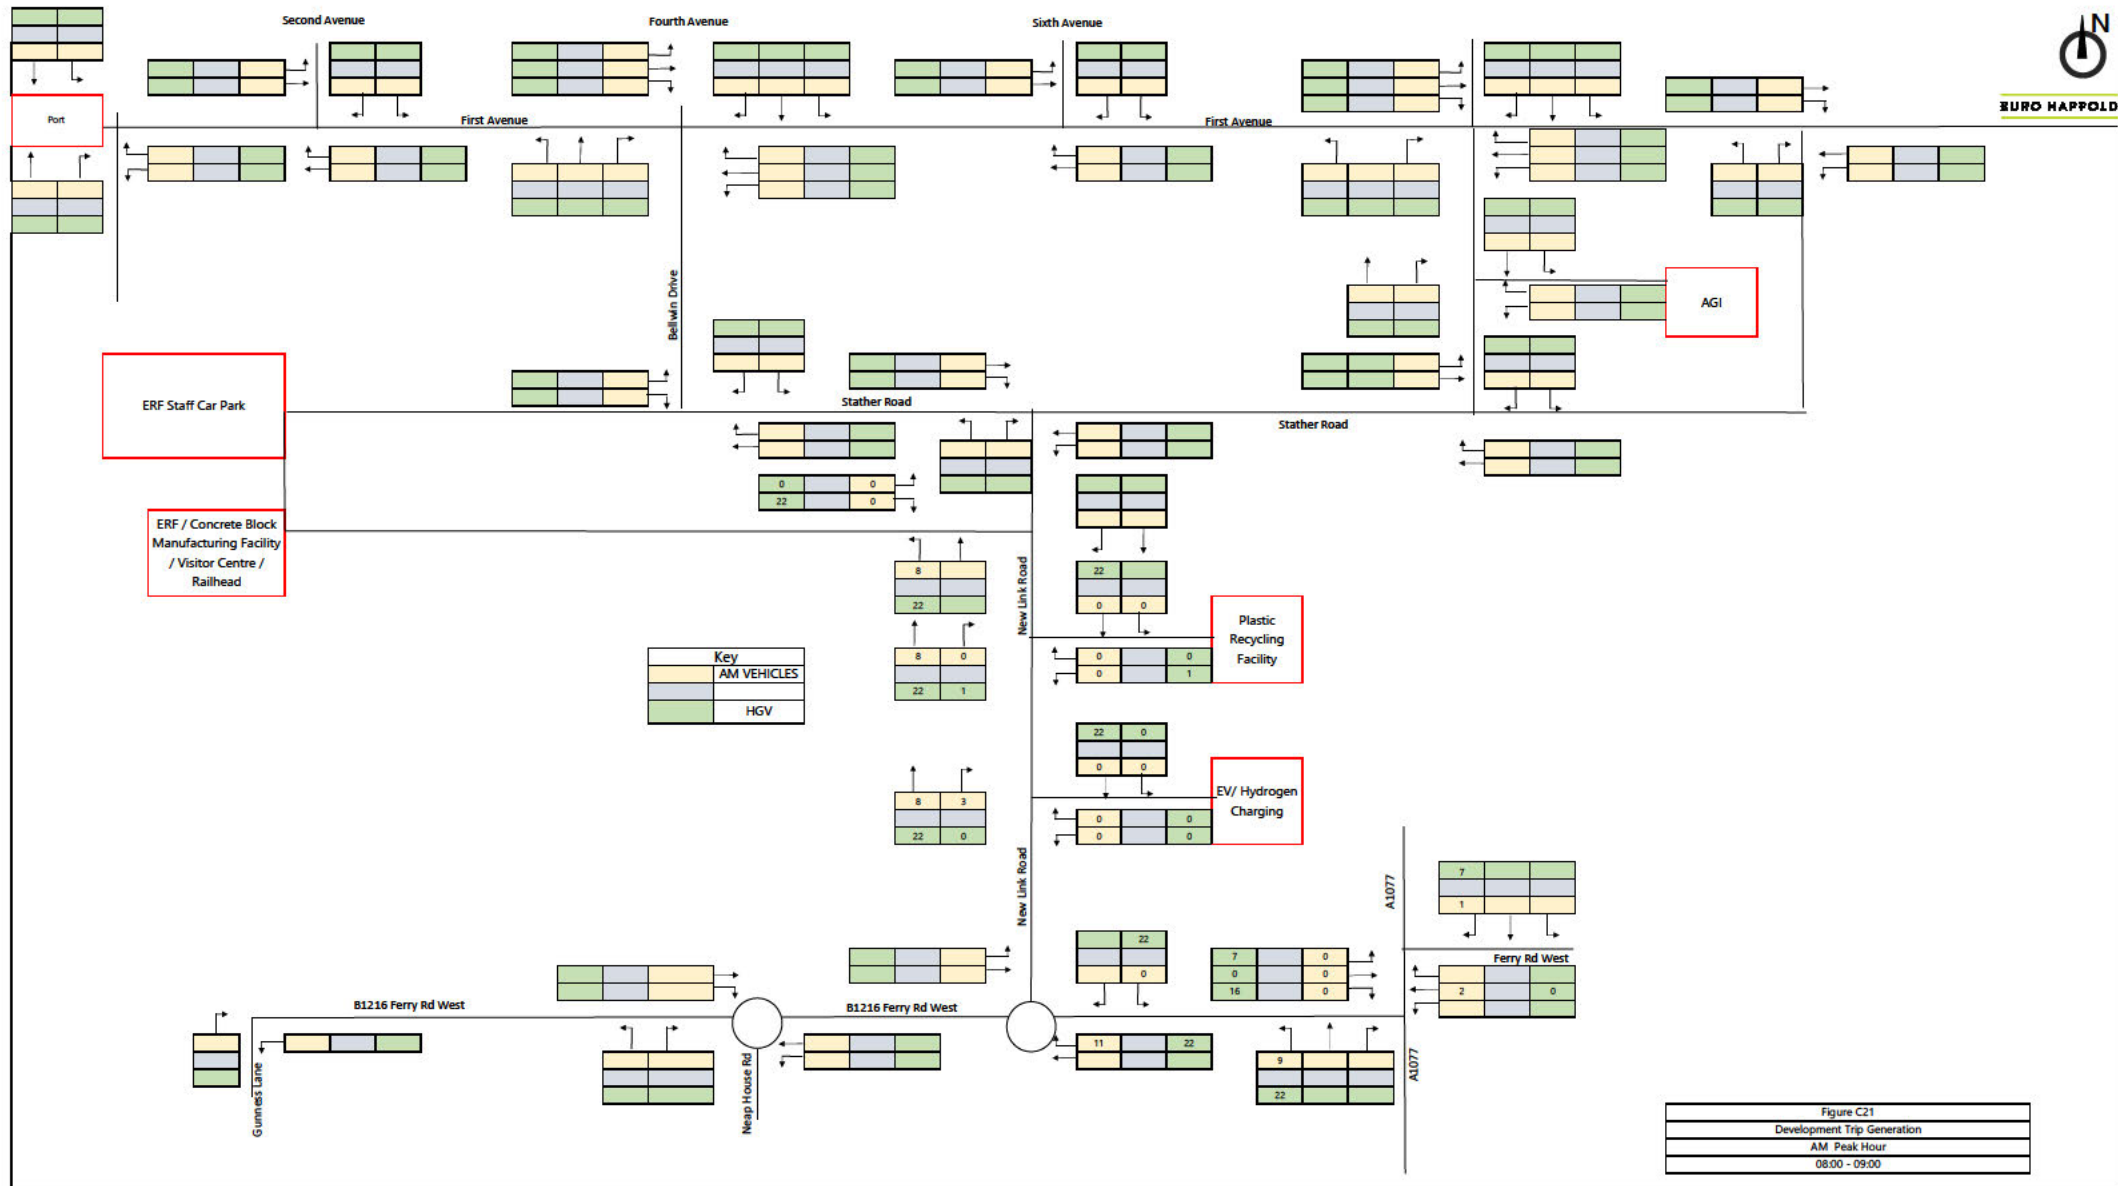 Second Avenue
Fourth Avenue
Sixth Avenue
N
BURO HAPPOLD
Port
First Avenue
First Avenue
Bellwin Drive
AGI
ERF Staff Car Park
Stather Road
Stather Road
0 0
22 0
ERF / Concrete Block
Manufacturing Facility
/ Visitor Centre /
Railhead
New Link Road
8
22
22
0 0
Plastic
Recycling
Facility
Key
AM VEHICLES
HGV
8 0
22 1
0 0
0 1
22 0
0 0
EV/ Hydrogen
Charging
8 3
22 0
0 0
0 0
New Link Road
A1077
7
1
22
0
7 0
0 0
16 0
Ferry Rd West
2 0
B1216 Ferry Rd West
B1216 Ferry Rd West
11 22
9
22
Gunness Lane
Neap House Rd
A1077
Figure C21
Development Trip Generation
AM Peak Hour
08:00 - 09:00